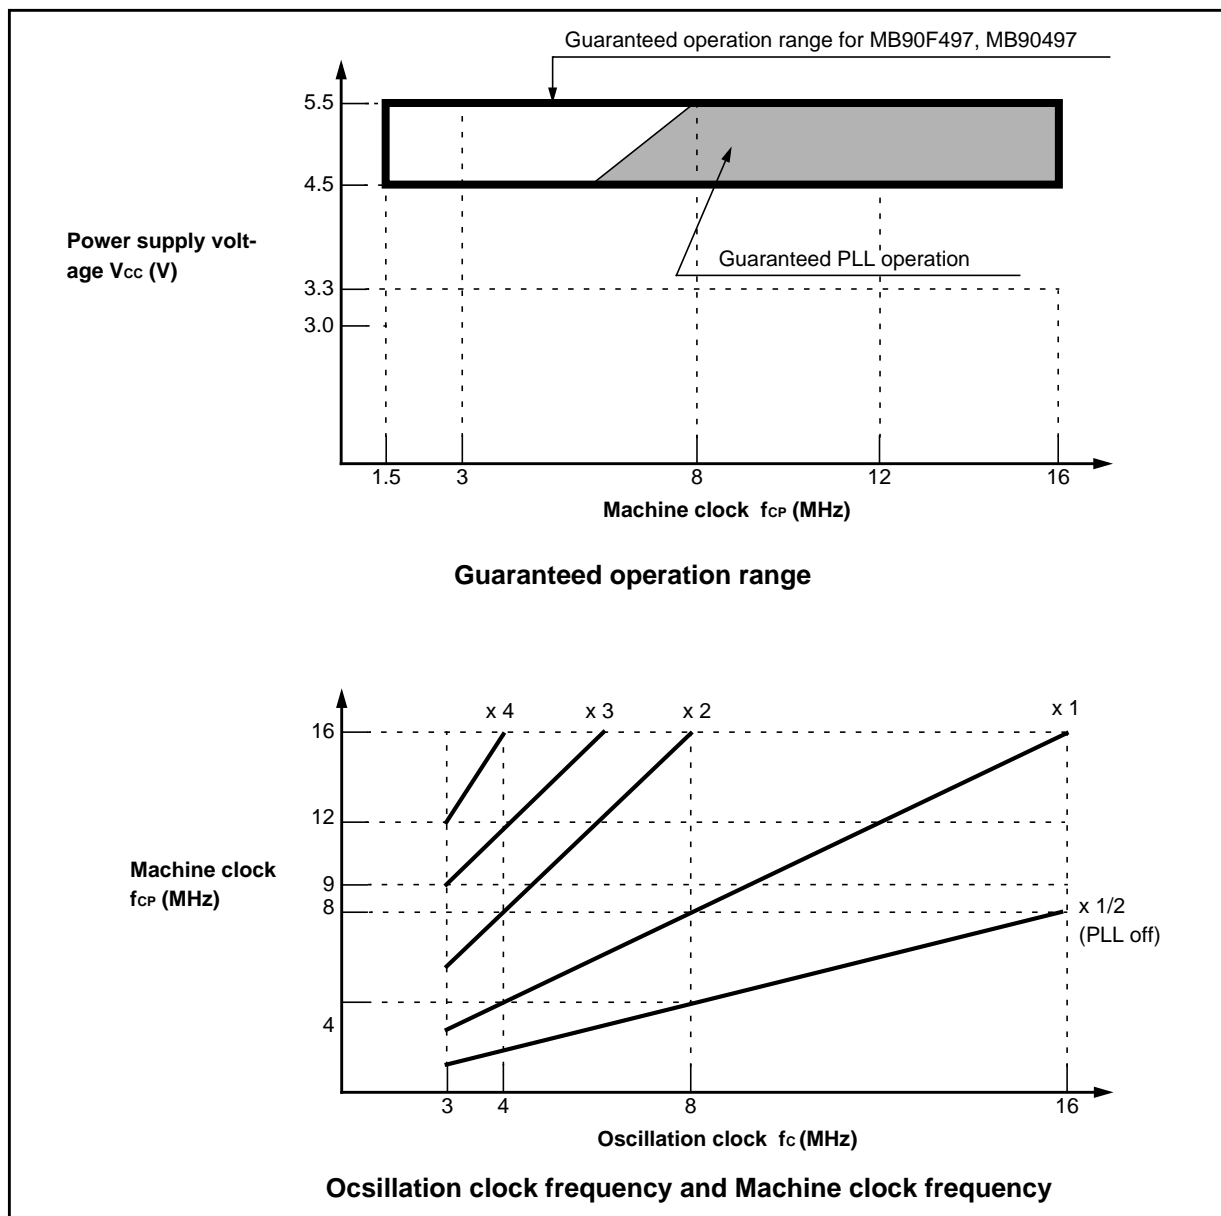 Guaranteed operation range for MB90F497, MB90497
5.5
4.5
Power supply volt-
age VCC (V)
Guaranteed PLL operation
3.3
3.0
1.5 3 8 12 16
Machine clock fCP (MHz)
Guaranteed operation range
x 4 x 3 x 2 x 1
16
12
Machine clock
fCP (MHz)
9
8
x 1/2
(PLL off)
4
3 4 8 16
Oscillation clock fC (MHz)
Ocsillation clock frequency and Machine clock frequency